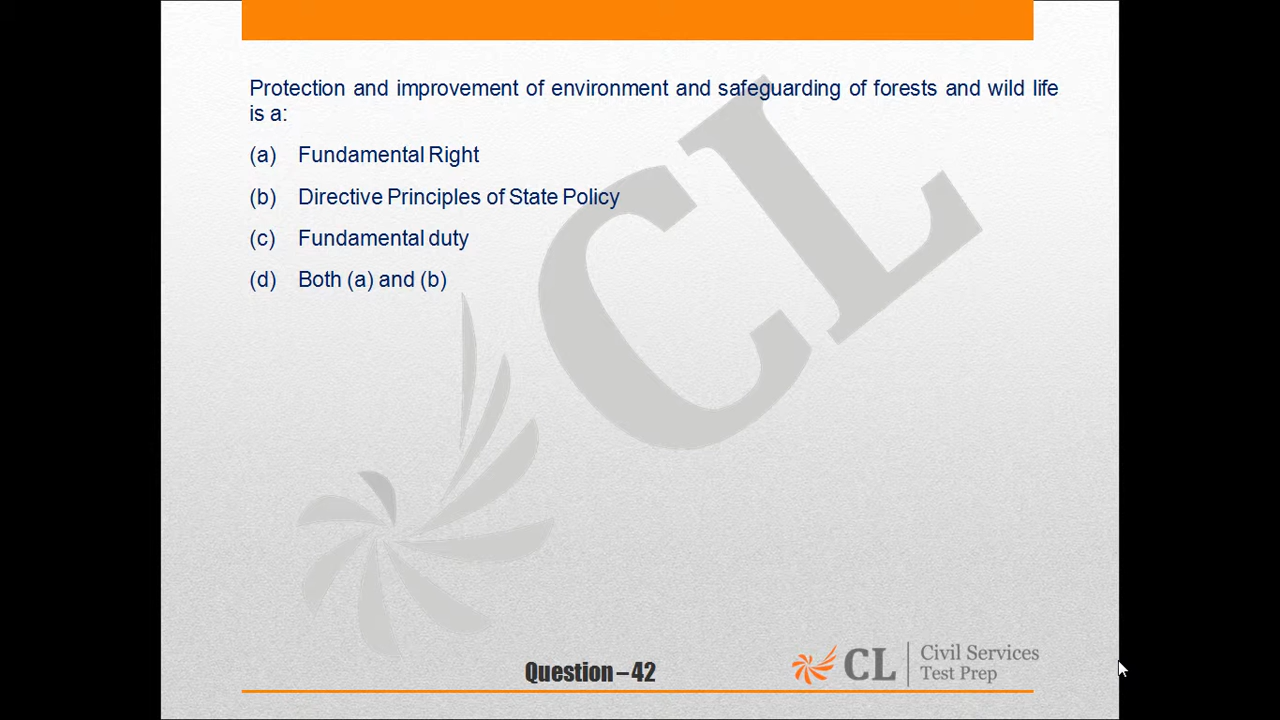 Protection and improvement of environment and safeguarding of forests and wild life
is a:
(a) Fundamental Right
(b) Directive Principles of State Policy
(c) Fundamental duty
(d) Both (a) and (b)
CL
Question – 42
CL Civil Services
Test Prep